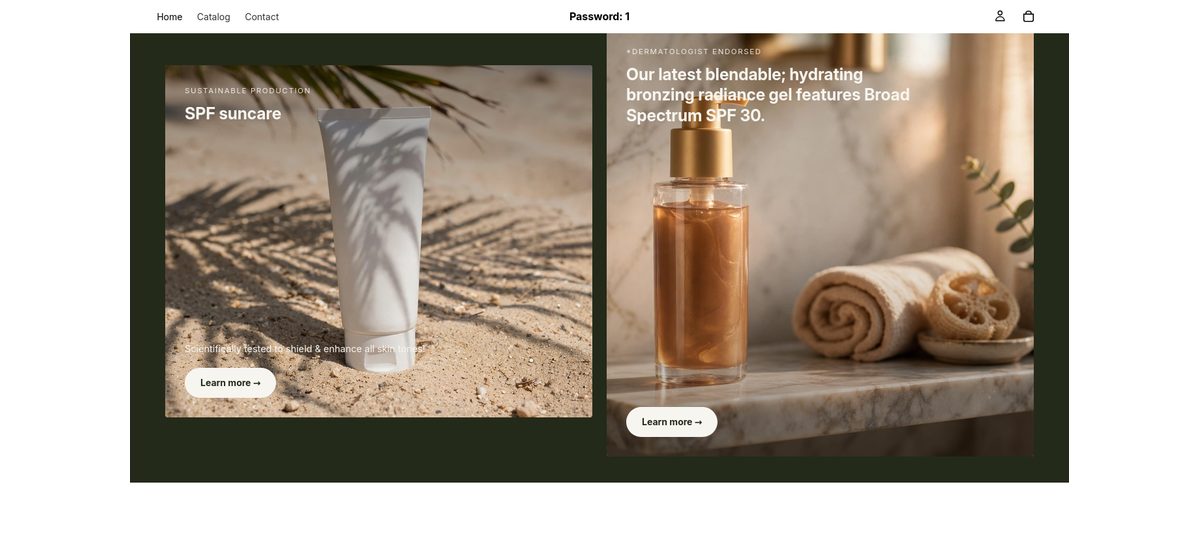 Home
Catalog
Contact
Password: 1
SUSTAINABLE PRODUCTION
SPF suncare
Scientifically tested to shield & enhance all skin tones!
Learn more →
*DERMATOLOGIST ENDORSED
Our latest blendable; hydrating
bronzing radiance gel features Broad
Spectrum SPF 30.
Learn more →